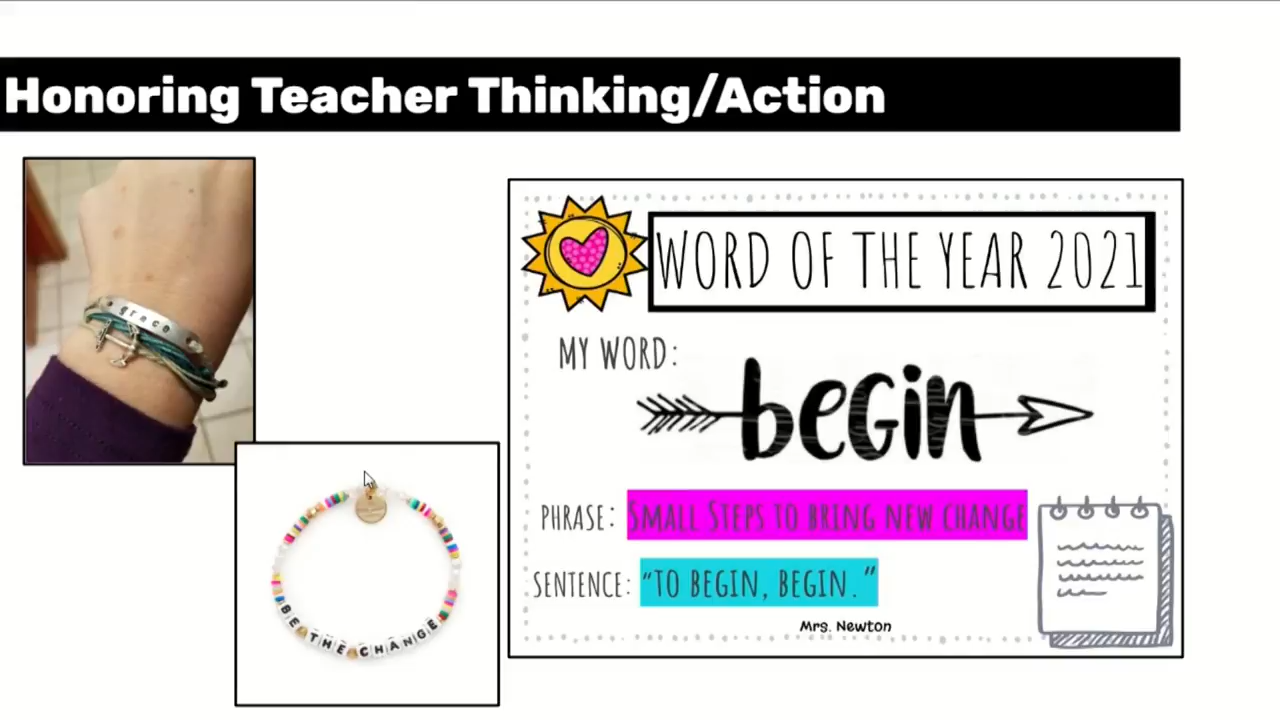 Honoring Teacher Thinking/Action
grace
BE THE CHANGE
WORD OF THE YEAR 2021
MY WORD:
beGin
PHRASE: SMALL STEPS TO BRING NEW CHANGE
SENTENCE: "TO BEGIN, BEGIN."
Mrs. Newton